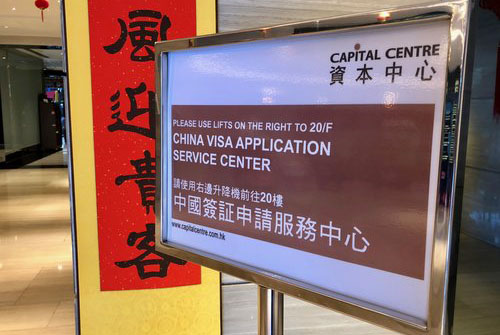 風迎貴客
CAPITAL CENTRE
資本中心
PLEASE USE LIFTS ON THE RIGHT TO 20/F
CHINA VISA APPLICATION
SERVICE CENTER
請使用右邊升降機前往20樓
中國簽証申請服務中心
www.capitalcentre.com.hk